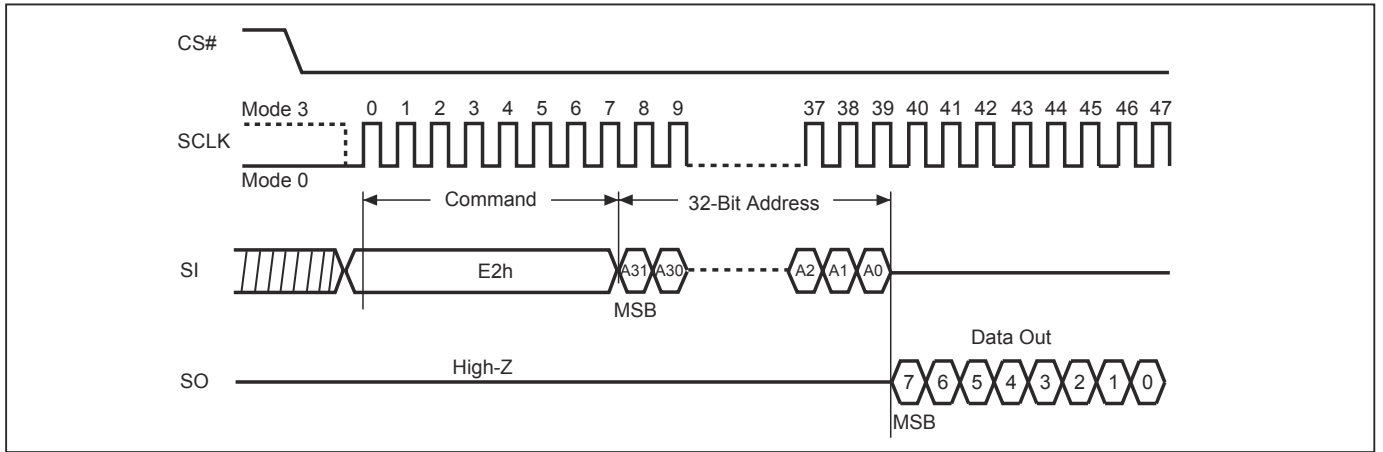 CS#
Mode 3 0 1 2 3 4 5 6 7 8 9 37 38 39 40 41 42 43 44 45 46 47
SCLK
Mode 0
Command 32-Bit Address
SI E2h A31 A30 A2 A1 A0
MSB
Data Out
High-Z
SO 7 6 5 4 3 2 1 0
MSB